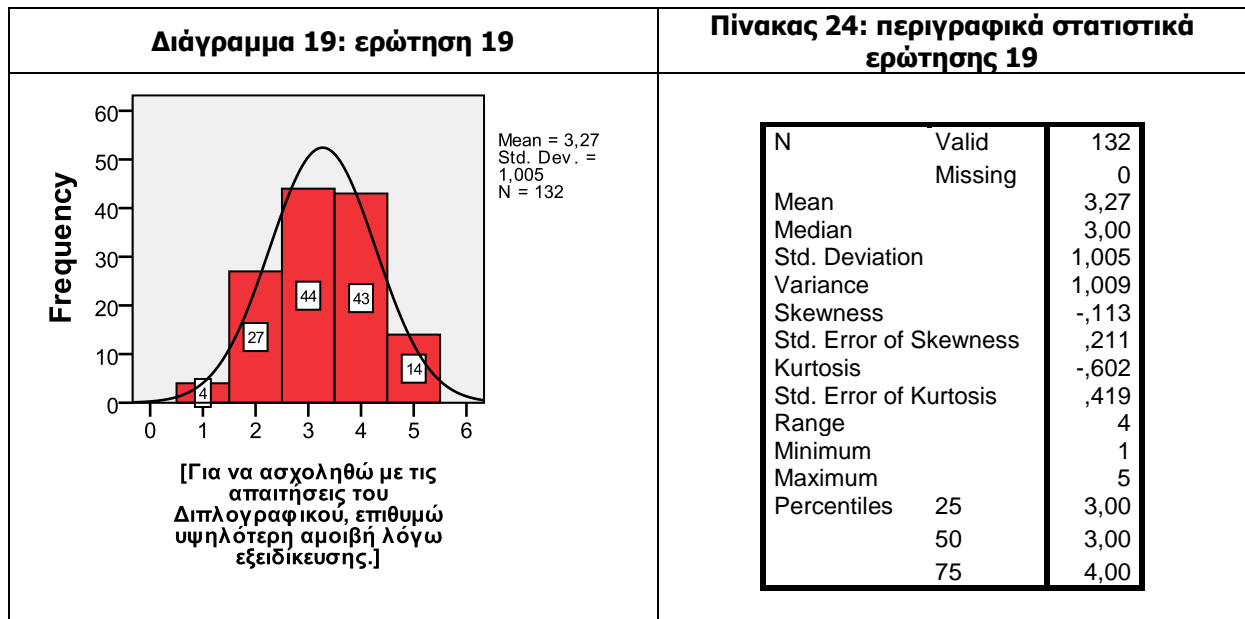 Διάγραμμα 19: ερώτηση 19
Πίνακας 24: περιγραφικά στατιστικά
ερώτησης 19
60
50
40
30
20
10
0
Frequency
4
27
44
43
14
0 1 2 3 4 5 6
[Για να ασχοληθώ με τις
απαιτήσεις του
Διπλογραφικού, επιθυμώ
υψηλότερη αμοιβή λόγω
εξειδίκευσης.]
Mean = 3,27
Std. Dev. =
1,005
N = 132
N Valid 132
Missing 0
Mean 3,27
Median 3,00
Std. Deviation 1,005
Variance 1,009
Skewness -,113
Std. Error of Skewness ,211
Kurtosis -,602
Std. Error of Kurtosis ,419
Range 4
Minimum 1
Maximum 5
Percentiles 25 3,00
50 3,00
75 4,00